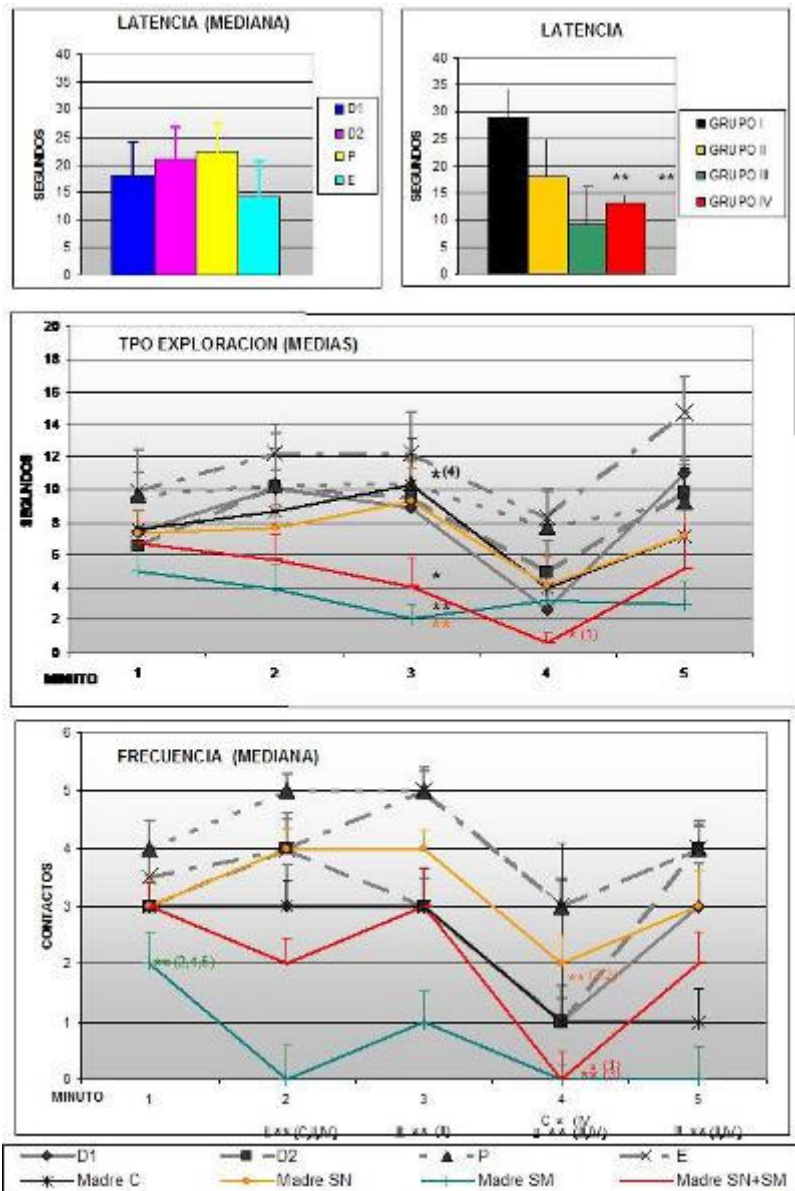 LATENCIA (MEDIANA)
SEGUNDOS
40
35
30
25
20
15
10
5
0
D1
D2
P
E
LATENCIA
SEGUNDOS
40
35
30
25
20
15
10
5
0
** **
GRUPO I
GRUPO II
GRUPO III
GRUPO IV
TPO EXPLORACION (MEDIAS)
SEGUNDOS
20
18
16
14
12
10
8
6
4
2
0
*(4)
*
**
**
MINUTO 1 2 3 4 5
FRECUENCIA (MEDIANA)
CONTACTOS
6
5
4
3
2
1
0
**
**
MINUTO 1 2 3 4 5
D1 D2 P E
Madre C Madre SN Madre SM Madre SN+SM